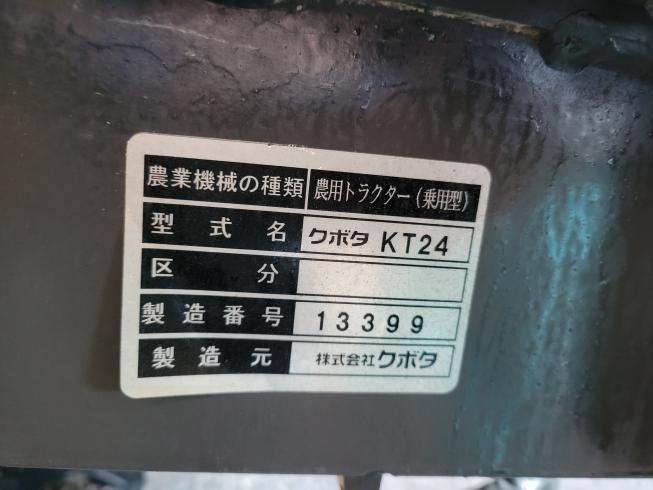 農業機械の種類 農用トラクター(乗用型)
型式名 クボタ KT24
区分
製造番号 13399
製造元 株式会社クボタ